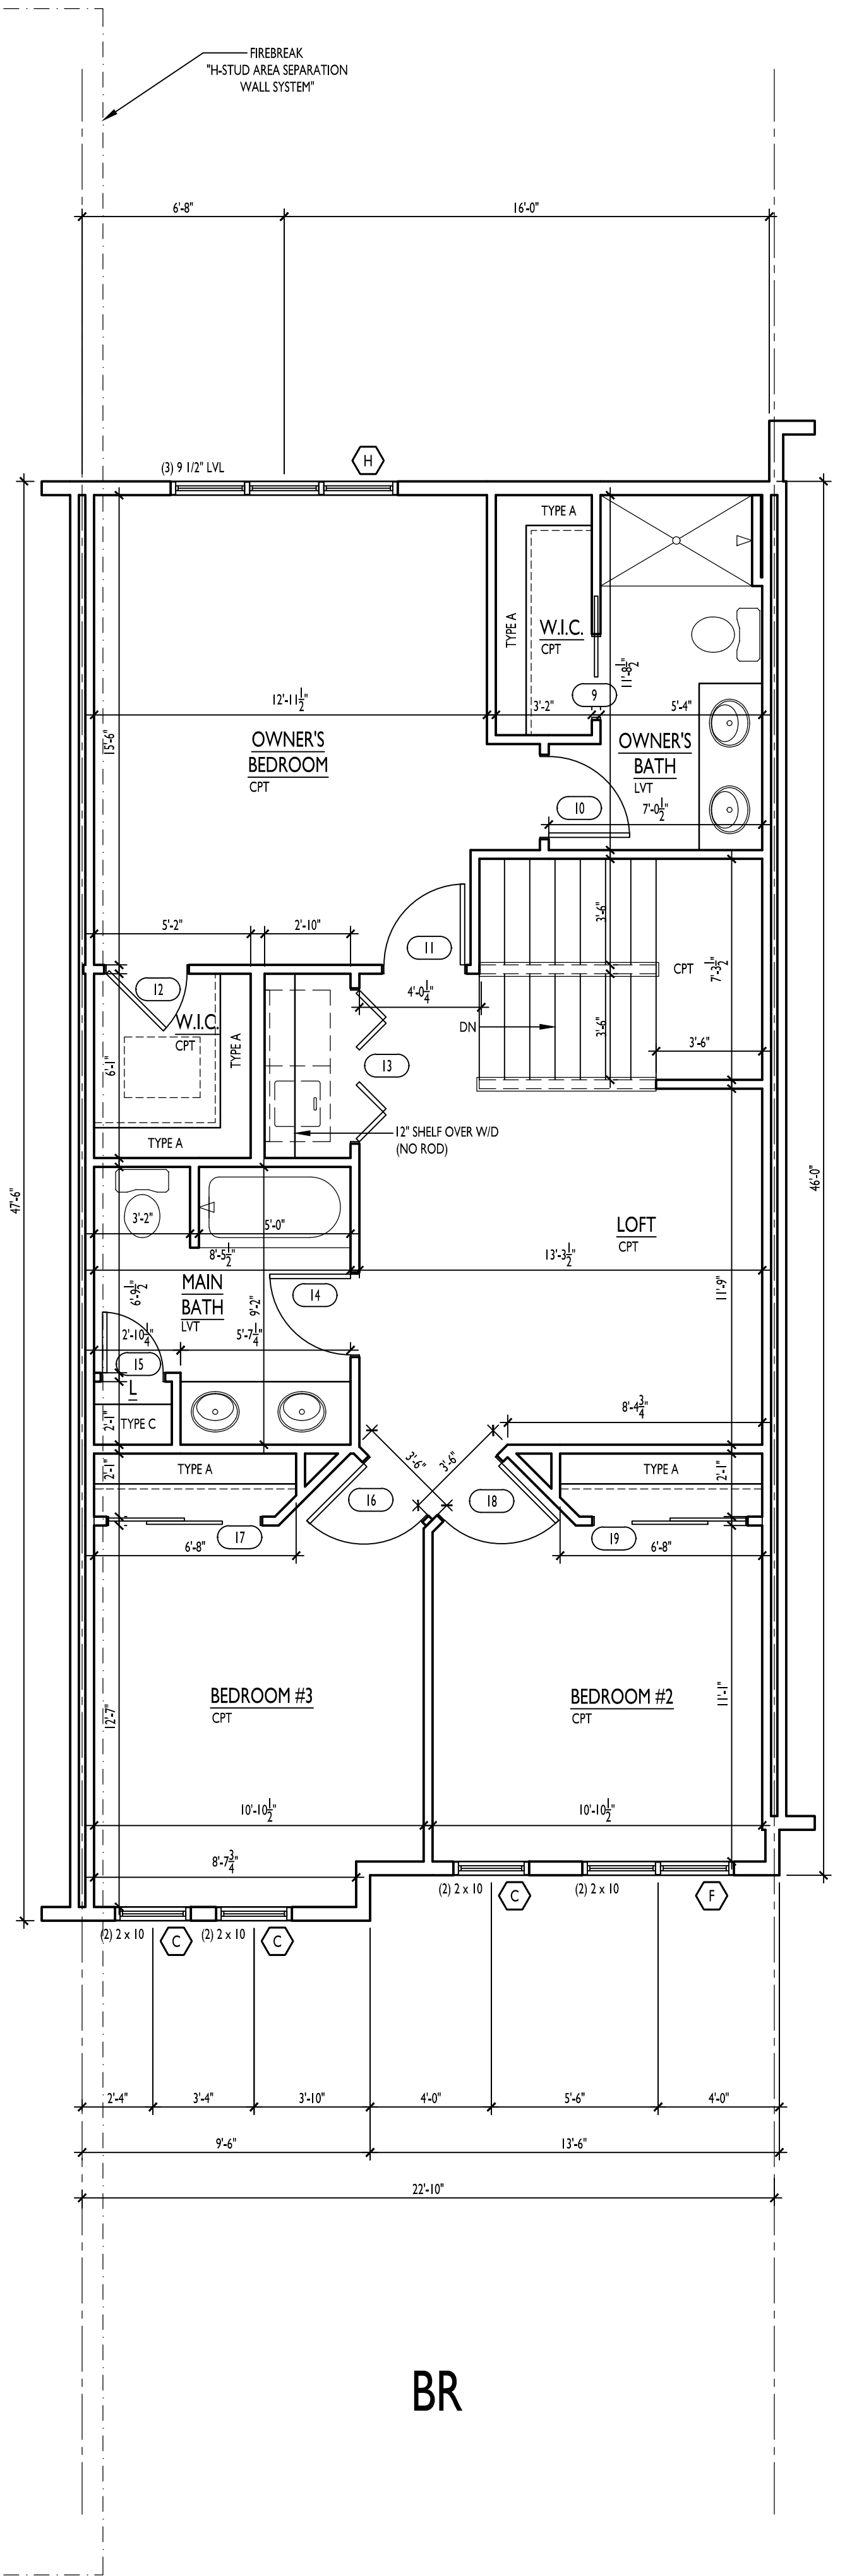 FIREBREAK
"H-STUD AREA SEPARATION
WALL SYSTEM"
6'-8"
16'-0"
(3) 9 1/2" LVL
H
TYPE A
TYPE A
W.I.C.
CPT
11'-8 1/2"
9
12'-11 1/2"
3'-2"
5'-4"
15'-6"
OWNER'S
BEDROOM
CPT
OWNER'S
BATH
LVT
10
7'-0 1/2"
5'-2"
2'-10"
11
3'-6"
CPT
7'-3 1/2"
12
4'-0 1/4"
W.I.C.
CPT
TYPE A
DN
3'-6"
3'-6"
6'-1"
13
12" SHELF OVER W/D
(NO ROD)
TYPE A
47'-6"
46'-0"
3'-2"
5'-0"
LOFT
CPT
8'-5 1/2"
13'-3 1/2"
MAIN
BATH
LVT
6'-9 1/2"
9'-2"
14
11'-9"
2'-10 1/4"
5'-7 1/4"
15
L
TYPE C
2'-1"
8'-4 3/4"
2'-1"
TYPE A
3'-6"
3'-6"
TYPE A
2'-1"
16
18
17
19
6'-8"
6'-8"
BEDROOM #3
CPT
BEDROOM #2
CPT
12'-7"
11'-1"
10'-10 1/2"
10'-10 1/2"
8'-7 3/4"
(2) 2 x 10
C
(2) 2 x 10
F
(2) 2 x 10
C
(2) 2 x 10
C
2'-4"
3'-4"
3'-10"
4'-0"
5'-6"
4'-0"
9'-6"
13'-6"
22'-10"
BR